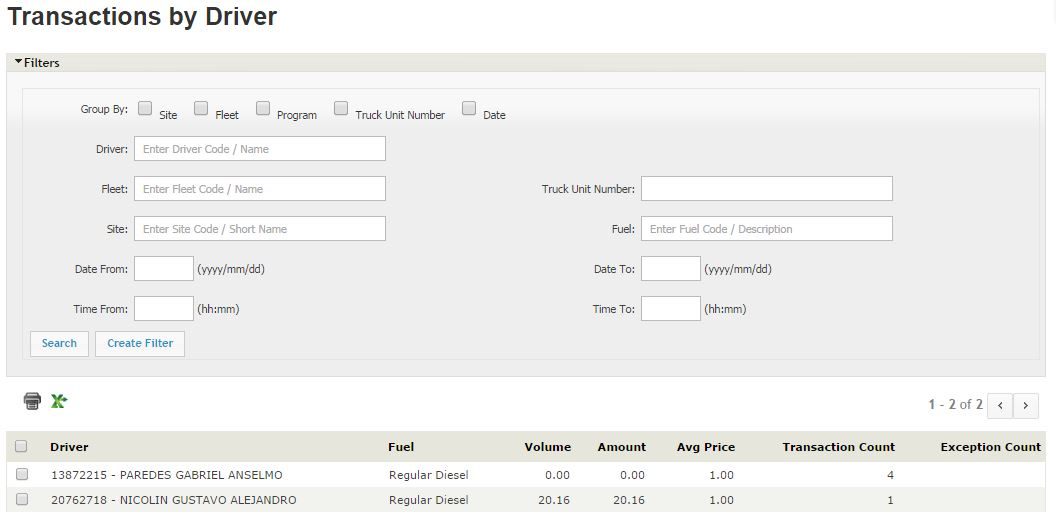 Transactions by Driver
Filters
Group By: Site Fleet Program Truck Unit Number Date
Driver: Enter Driver Code / Name
Fleet: Enter Fleet Code / Name Truck Unit Number:
Site: Enter Site Code / Short Name Fuel: Enter Fuel Code / Description
Date From: (yyyy/mm/dd) Date To: (yyyy/mm/dd)
Time From: (hh:mm) Time To: (hh:mm)
Search Create Filter
1 - 2 of 2
Driver Fuel Volume Amount Avg Price Transaction Count Exception Count
13872215 - PAREDES GABRIEL ANSELMO Regular Diesel 0.00 0.00 1.00 4
20762718 - NICOLIN GUSTAVO ALEJANDRO Regular Diesel 20.16 20.16 1.00 1